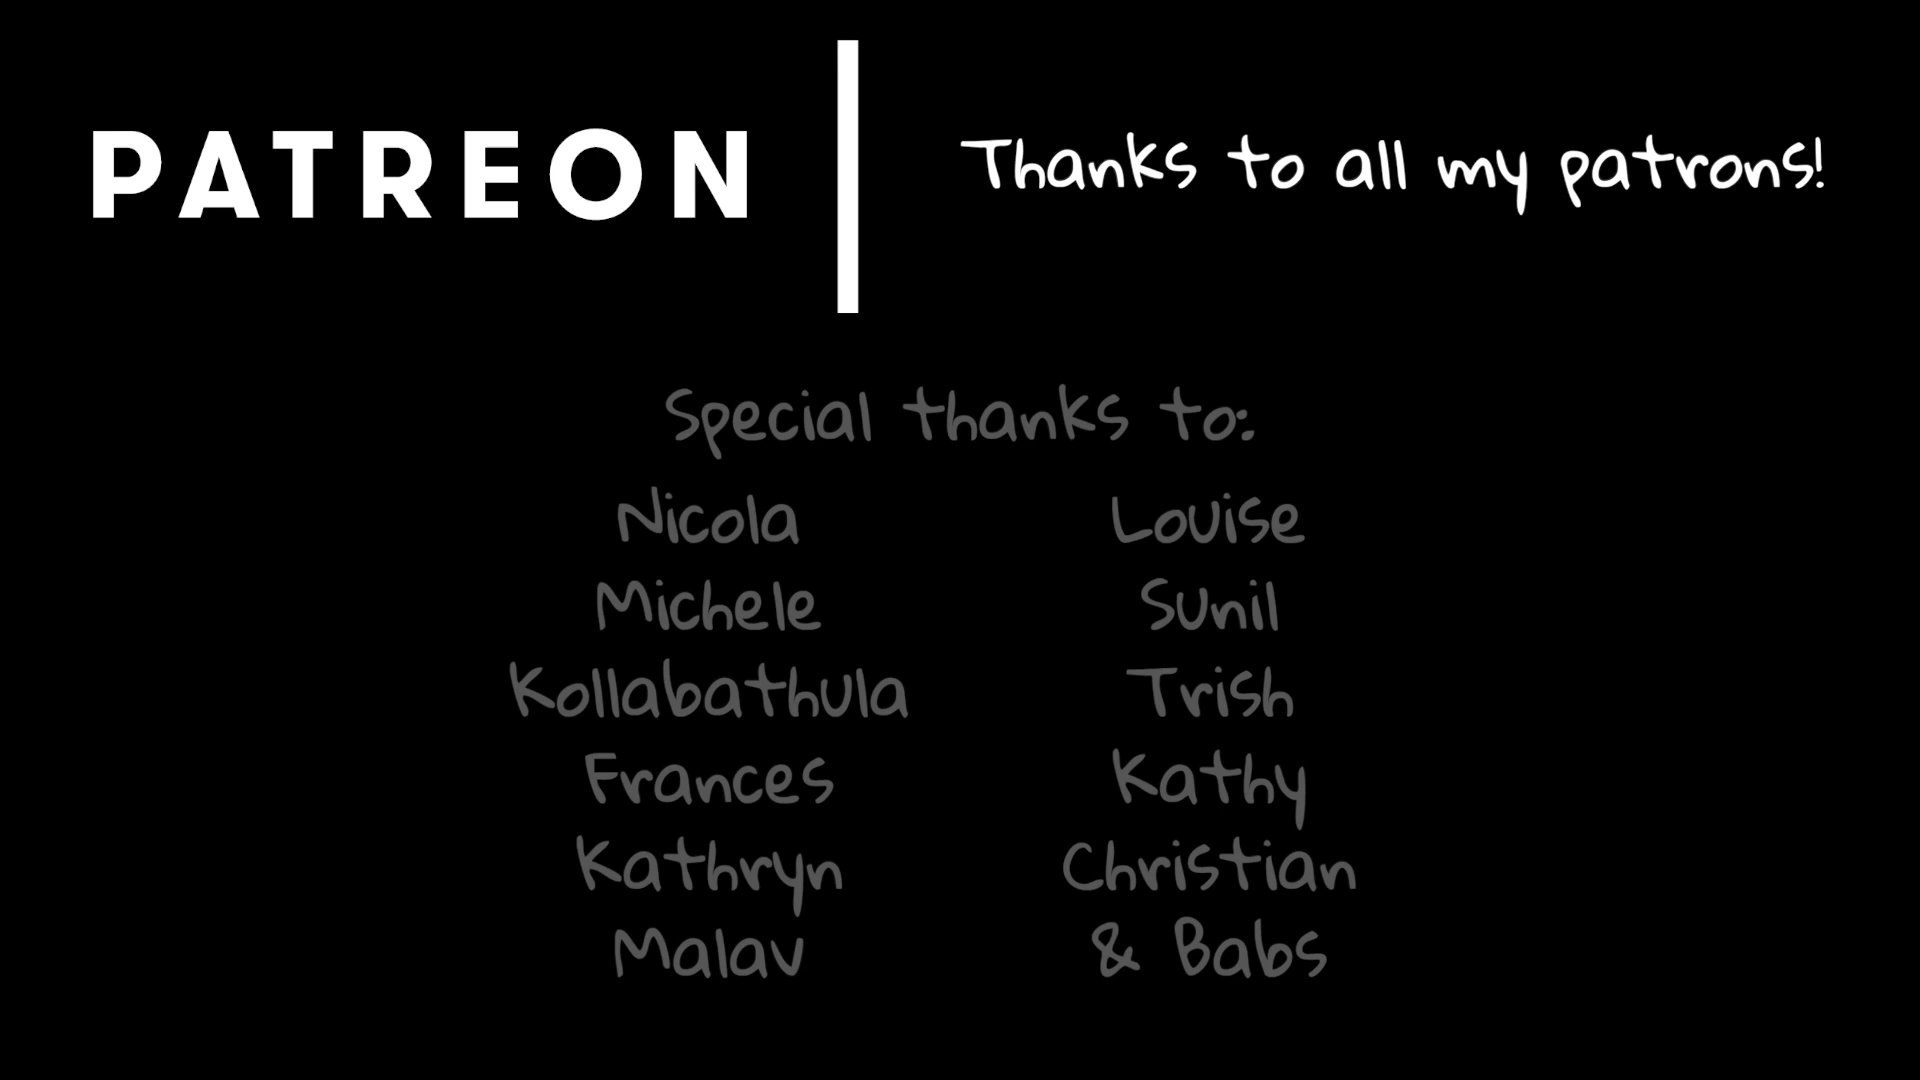 PATREON
Thanks to all my patrons!
Special thanks to:
Nicola
Michele
Kollabathula
Frances
Kathryn
Malav
Louise
Sunil
Trish
Kathy
Christian
& Babs